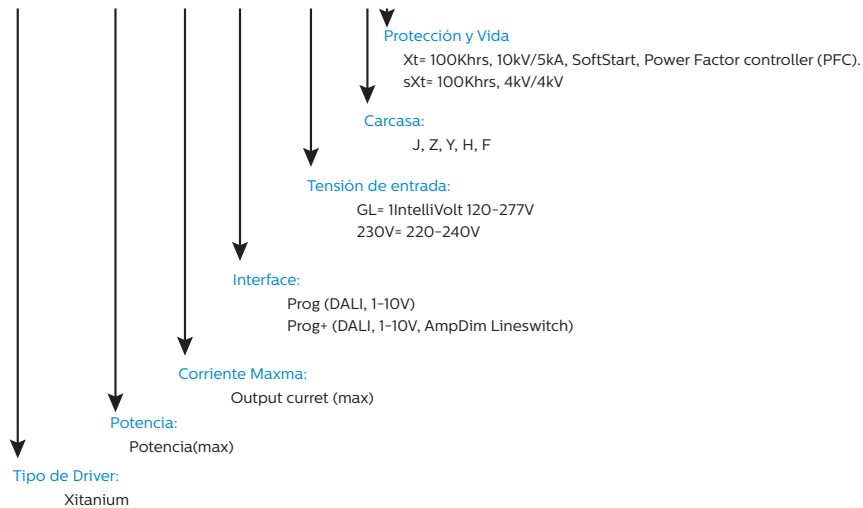 Protección y Vida
Xt= 100Khrs, 10kV/5kA, SoftStart, Power Factor controller (PFC).
sXt= 100Khrs, 4kV/4kV
Carcasa:
J, Z, Y, H, F
Tensión de entrada:
GL= 1IntelliVolt 120-277V
230V= 220-240V
Interface:
Prog (DALI, 1-10V)
Prog+ (DALI, 1-10V, AmpDim Lineswitch)
Corriente Maxma:
Output curret (max)
Potencia:
Potencia(max)
Tipo de Driver:
Xitanium